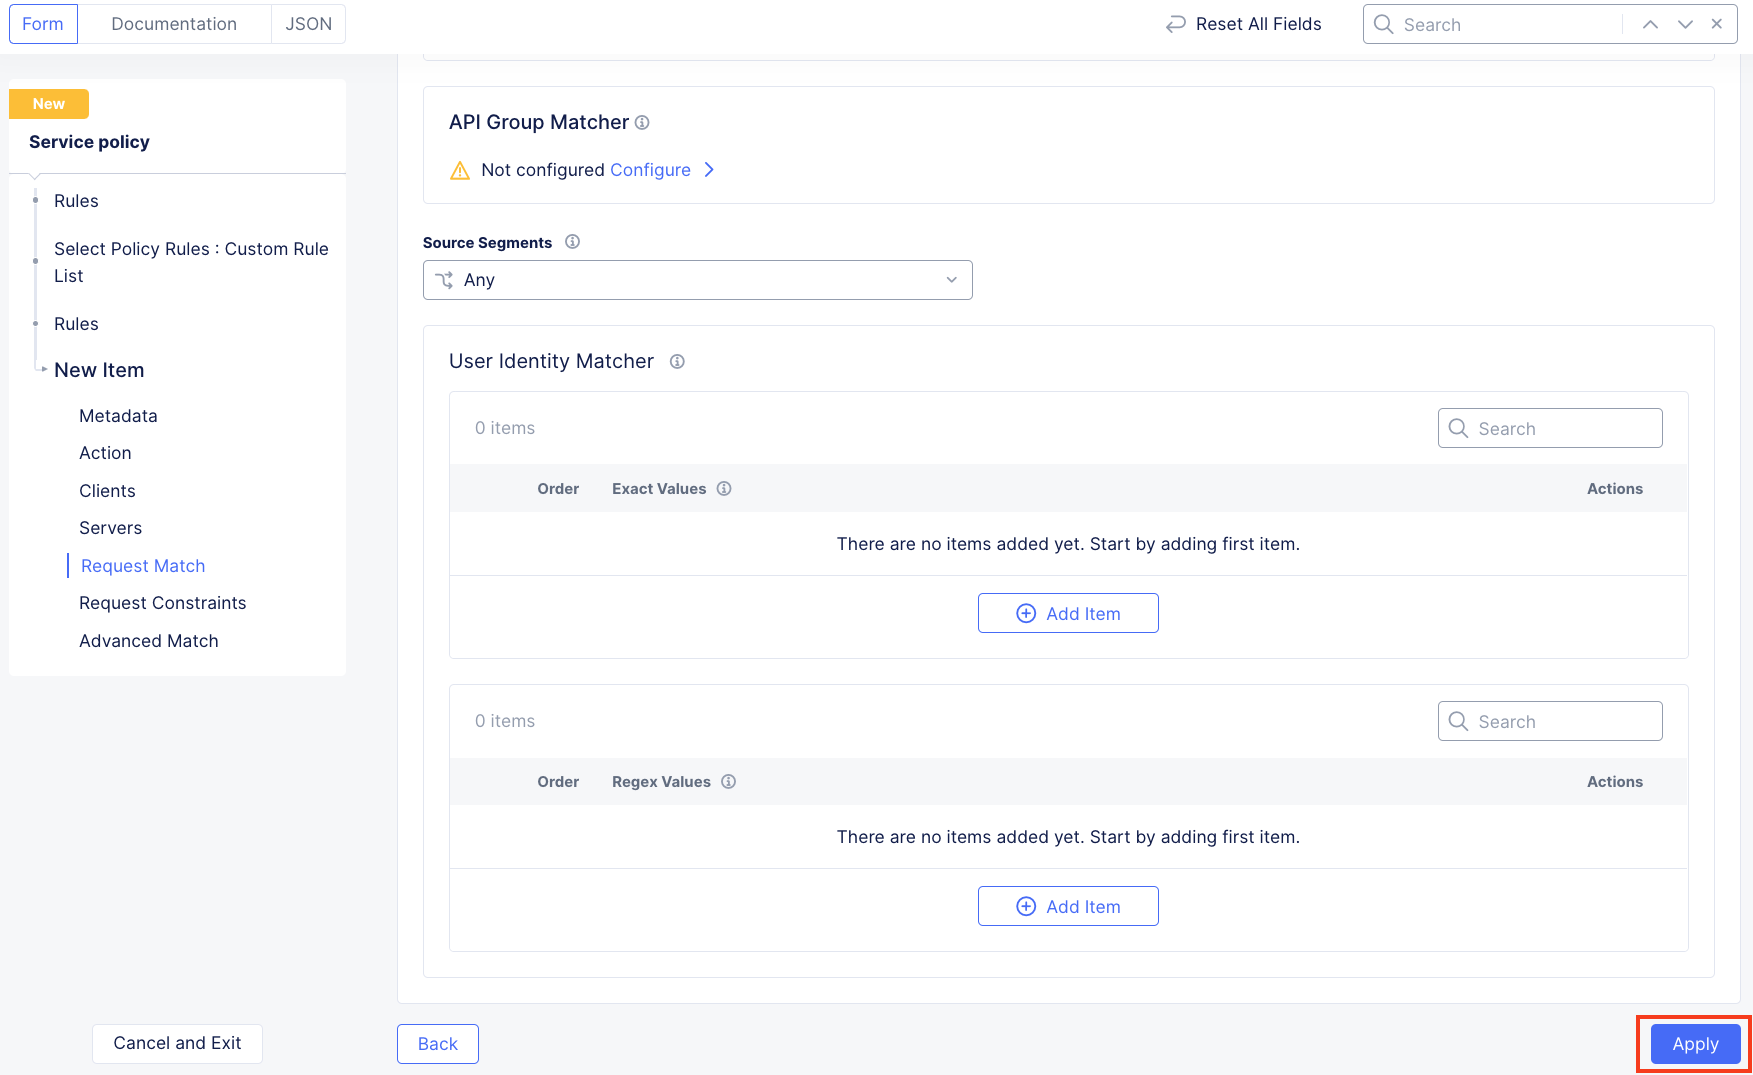 Form
Documentation
JSON
Reset All Fields
Search
New
Service policy
Rules
Select Policy Rules : Custom Rule
List
Rules
New Item
Metadata
Action
Clients
Servers
Request Match
Request Constraints
Advanced Match
API Group Matcher
Not configured Configure
Source Segments
Any
User Identity Matcher
0 items
Search
Order Exact Values Actions
There are no items added yet. Start by adding first item.
Add Item
0 items
Search
Order Regex Values Actions
There are no items added yet. Start by adding first item.
Add Item
Cancel and Exit
Back
Apply